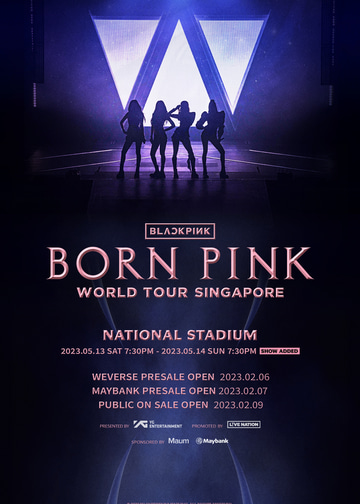 BLACKPINK
BORN PINK
WORLD TOUR SINGAPORE
NATIONAL STADIUM
2023.05.13 SAT 7:30PM - 2023.05.14 SUN 7:30PM SHOW ADDED
WEVERSE PRESALE OPEN 2023.02.06
MAYBANK PRESALE OPEN 2023.02.07
PUBLIC ON SALE OPEN 2023.02.09
PRESENTED BY YG ENTERTAINMENT PROMOTED BY LIVE NATION
SPONSORED BY Maum Maybank